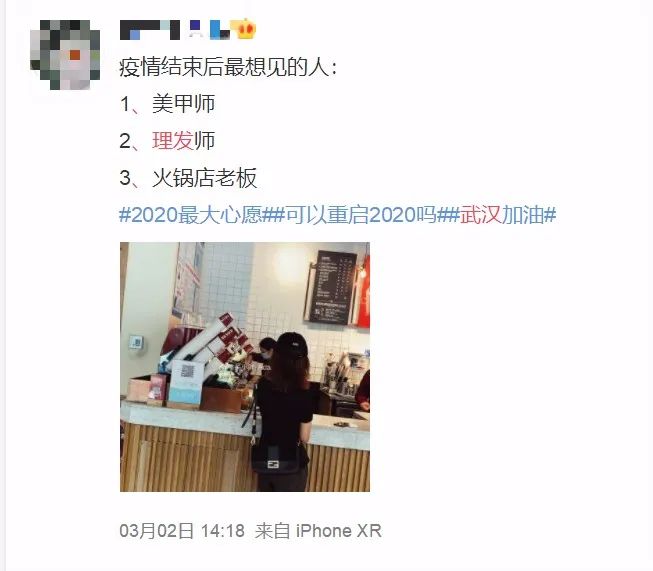 疫情结束后最想见的人：
1、美甲师
2、理发师
3、火锅店老板
#2020最大心愿##可以重启2020吗##武汉加油#
03月02日 14:18 来自 iPhone XR